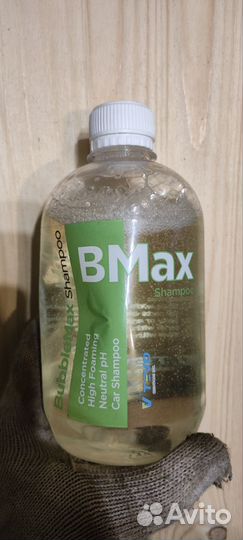 BubbleMax Shampoo
Concentrated
High Foaming
Neutral pH
Car Shampoo
BMax
Shampoo
Avito